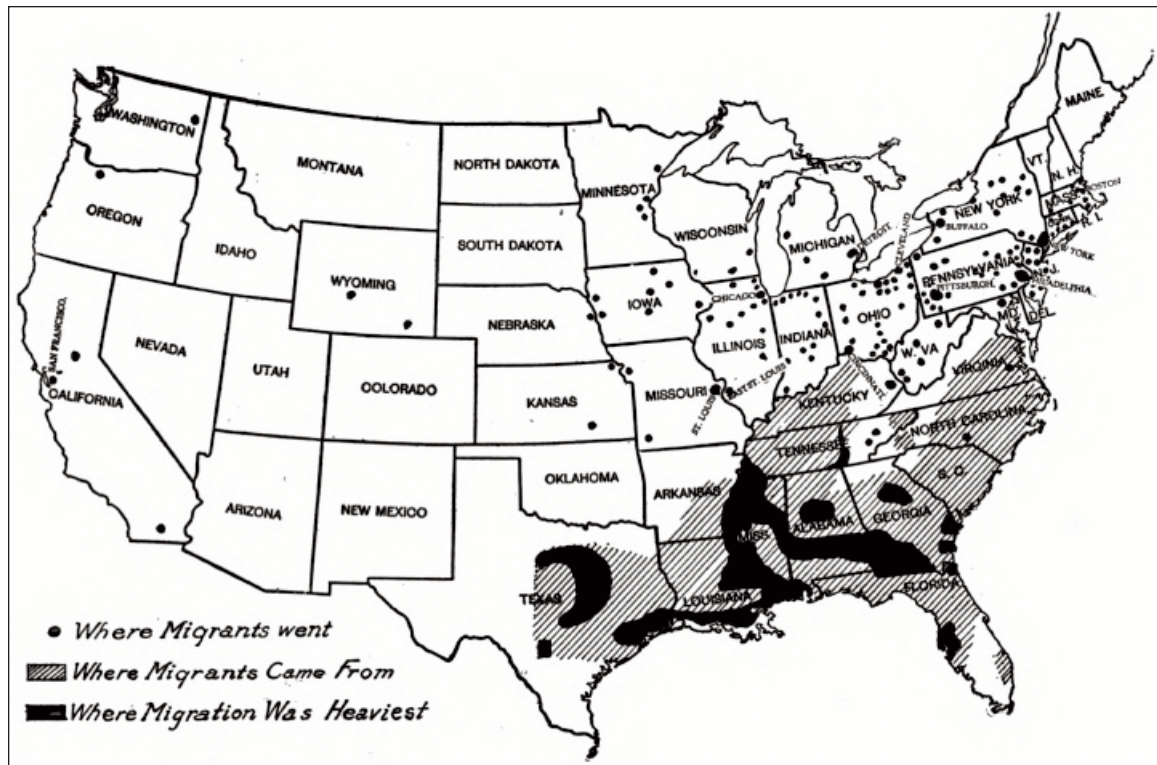 WASHINGTON
MONTANA
NORTH DAKOTA
MINNESOTA
MAINE
VT.
N. H.
MASS.
BOSTON
R. I.
OREGON
IDAHO
WYOMING
SOUTH DAKOTA
WISCONSIN
MICHIGAN
DETROIT
CLEVELAND
NEW YORK
BUFFALO
NEW YORK
PENNSYLVANIA
PITTSBURGH
N. J.
PHILADELPHIA
MD.
DEL.
SAN FRANCISCO,
CALIFORNIA
NEVADA
UTAH
COLORADO
NEBRASKA
IOWA
CHICAGO
ILLINOIS
INDIANA
OHIO
W. VA
VIRGINIA
KANSAS
MISSOURI
ST. LOUIS
EAST ST. LOUIS
CINCINNATI
KENTUCKY
TENNESSEE
NORTH CAROLINA
S. C.
ARIZONA
NEW MEXICO
OKLAHOMA
ARKANSAS
MISS.
ALABAMA
GEORGIA
TEXAS
LOUISIANA
FLORIDA
Where Migrants went
Where Migrants Came From
Where Migration Was Heaviest